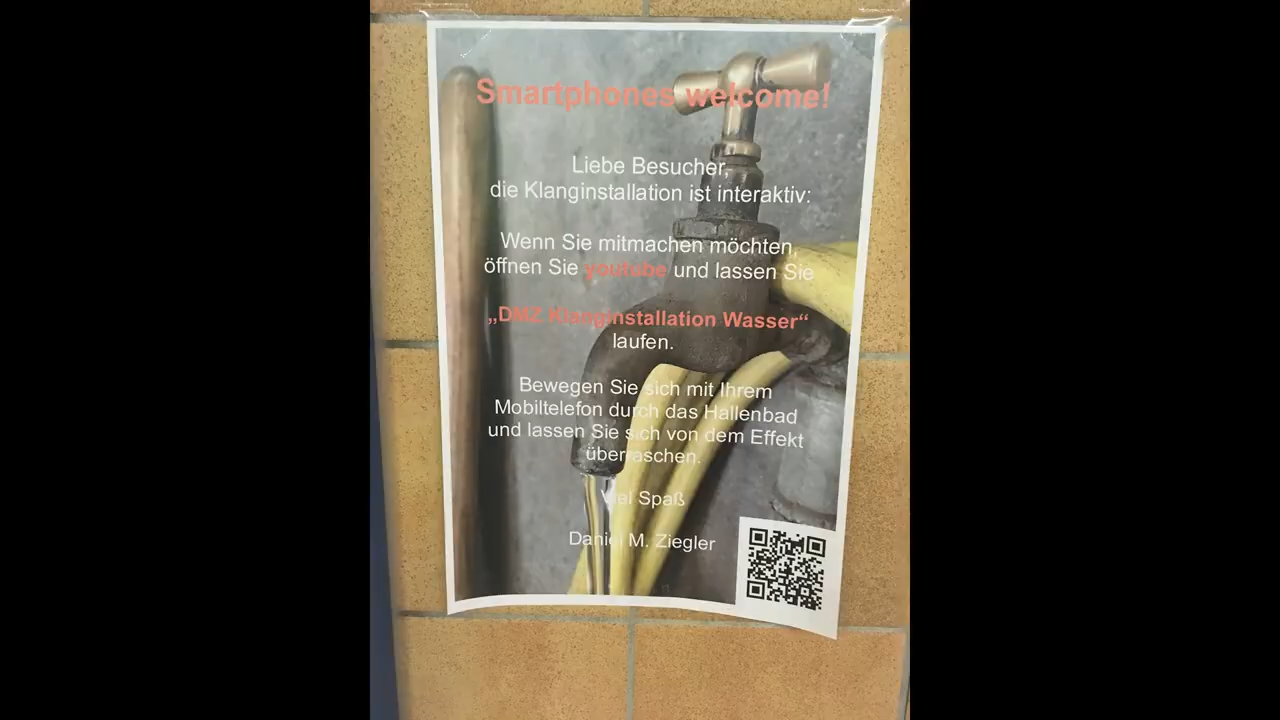 Smartphones welcome!
Liebe Besucher,
die Klanginstallation ist interaktiv:
Wenn Sie mitmachen möchten,
öffnen Sie youtube und lassen Sie
„DMZ Klanginstallation Wasser“
laufen.
Bewegen Sie sich mit Ihrem
Mobiltelefon durch das Hallenbad
und lassen Sie sich von dem Effekt
überraschen.
Viel Spaß
Daniel M. Ziegler